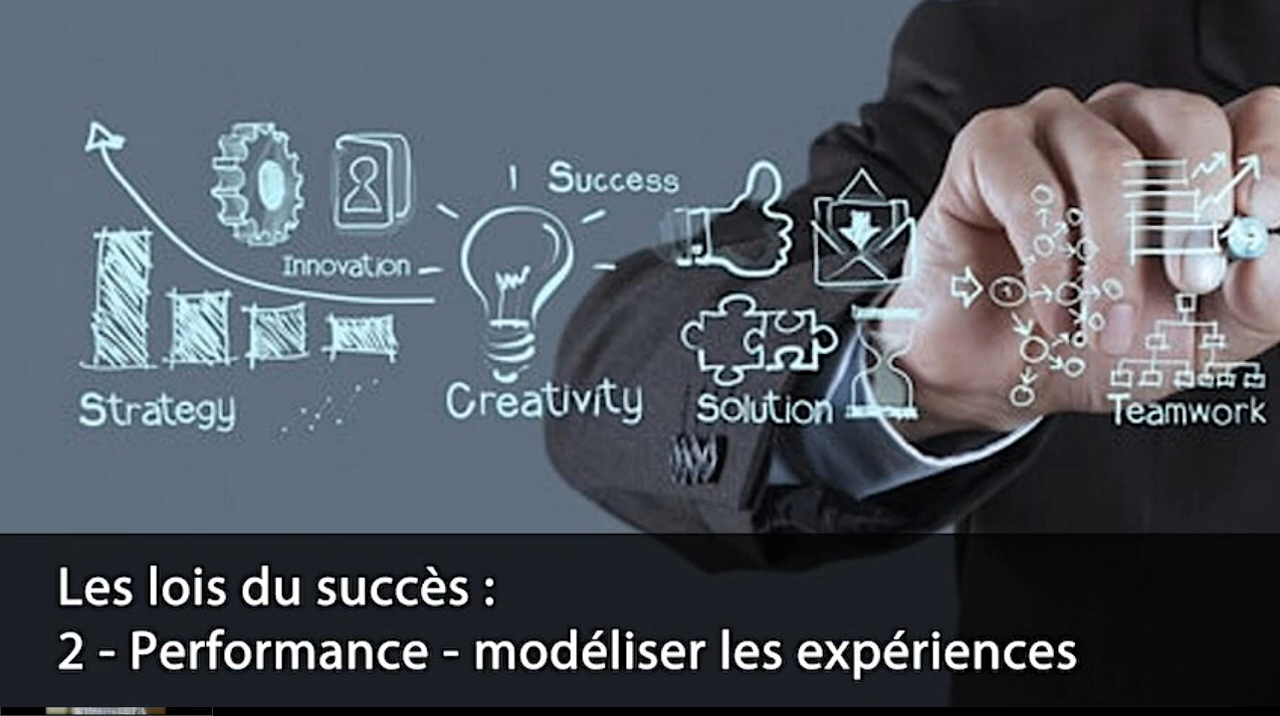 Success
Innovation
Strategy
Creativity
Solution
Teamwork
Les lois du succès :
2 - Performance - modéliser les expériences